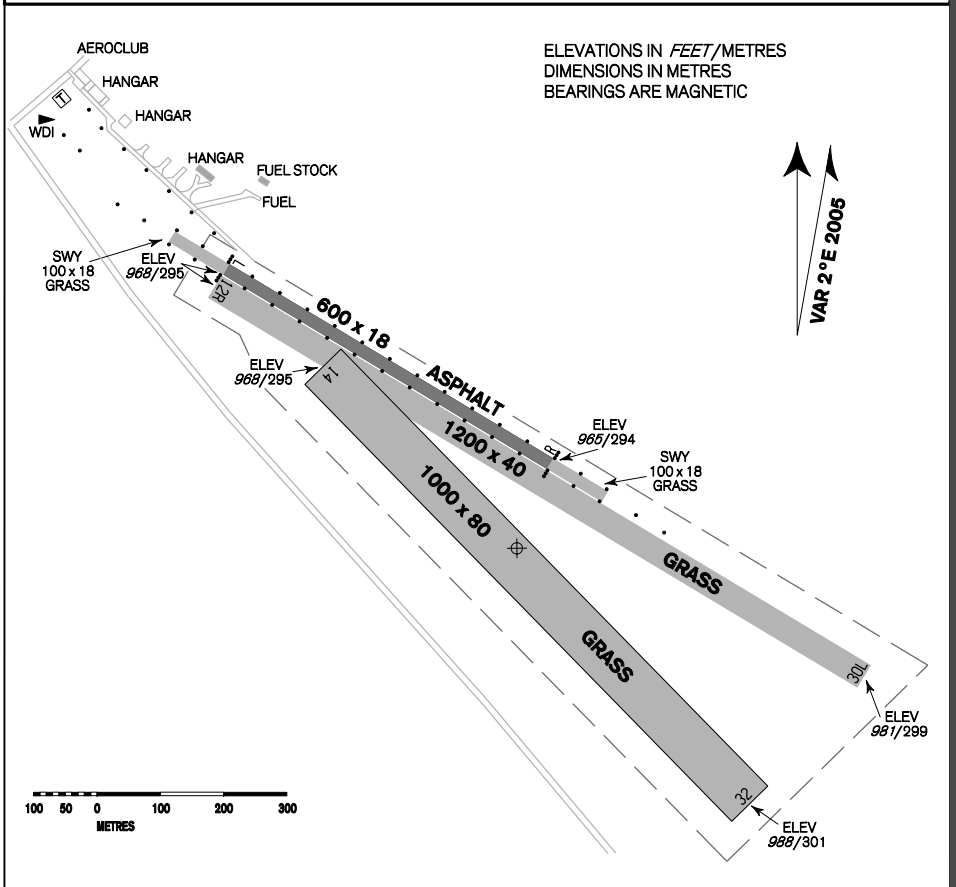 AEROCLUB
HANGAR
HANGAR
HANGAR
T
WDI
FUEL STOCK
FUEL
ELEVATIONS IN FEET/METRES
DIMENSIONS IN METRES
BEARINGS ARE MAGNETIC
VAR 2°E 2005
SWY
100 x 18
GRASS
ELEV
968/295
L
12R
600 x 18
ASPHALT
ELEV
968/295
14
1200 x 40
R
ELEV
965/294
SWY
100 x 18
GRASS
1000 x 80
GRASS
GRASS
30L
ELEV
981/299
32
ELEV
988/301
100 50 0 100 200 300
METRES